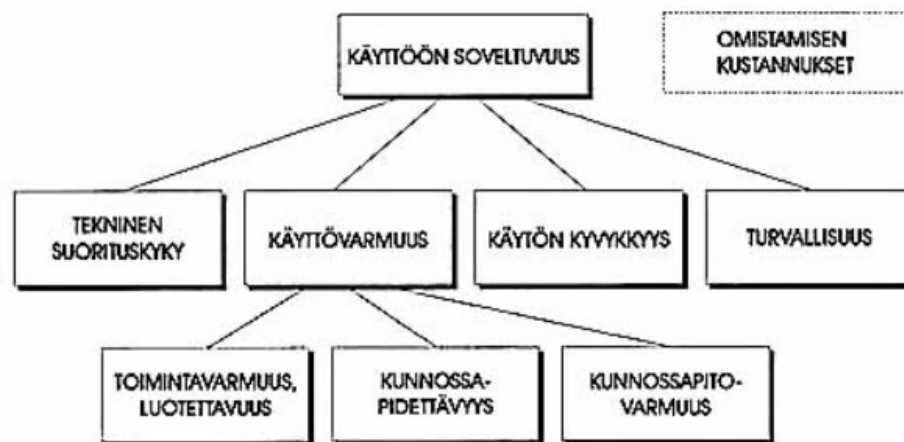 KÄYTTÖÖN SOVELTUVUUS
OMISTAMISEN
KUSTANNUKSET
TEKNINEN
SUORITUSKYKY
KÄYTTÖVARMUUS
KÄYTÖN KYVYKKYYS
TURVALLISUUS
TOIMINTAVARMUUS,
LUOTETTAVUUS
KUNNOSSA-
PIDETTÄVYYS
KUNNOSSAPITO-
VARMUUS